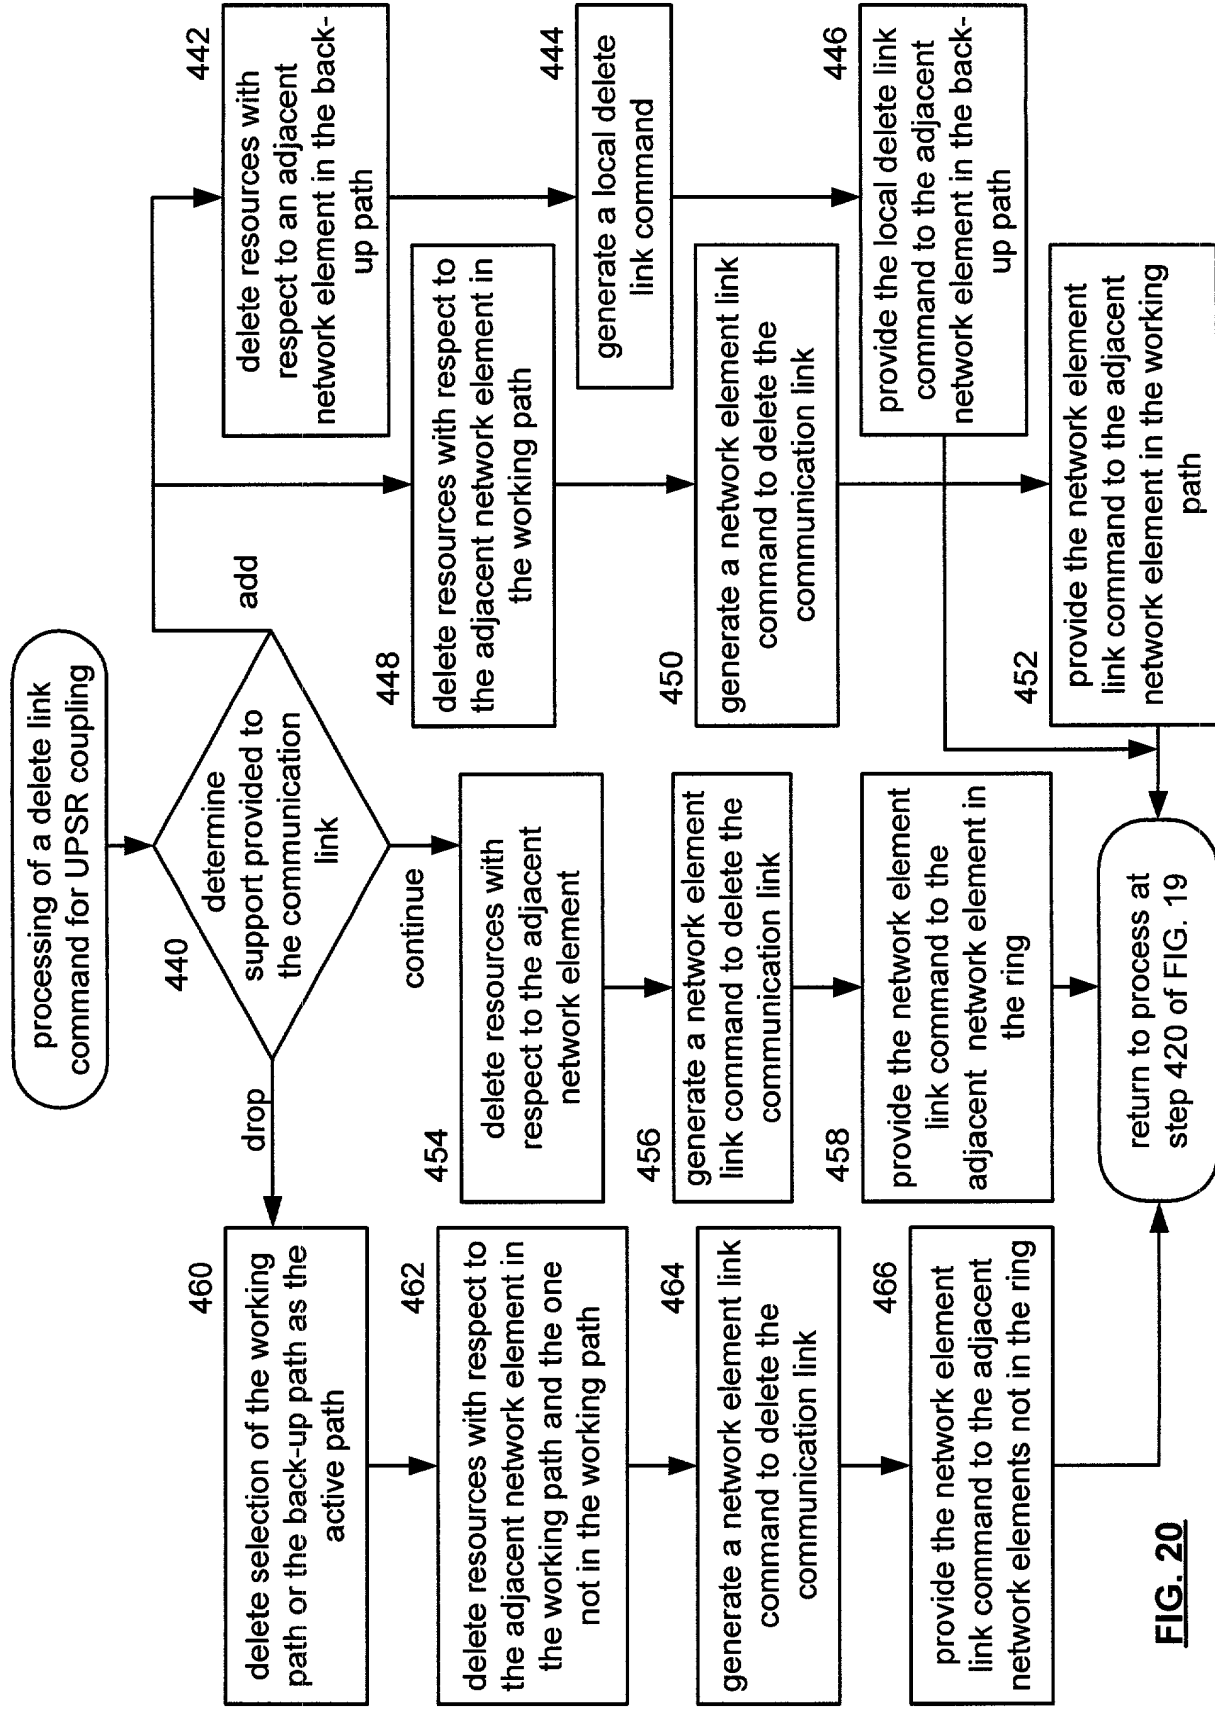 processing of a delete link
command for UPSR coupling
440
determine
support provided to
the communication
link
drop
continue
add
460
delete selection of the working
path or the back-up path as the
active path
462
delete resources with respect to
the adjacent network element in
the working path and the one
not in the working path
464
generate a network element link
command to delete the
communication link
466
provide the network element
link command to the adjacent
network elements not in the ring
454
delete resources with
respect to the adjacent
network element
456
generate a network element
link command to delete the
communication link
458
provide the network element
link command to the
adjacent network element in
the ring
448
delete resources with respect to
the adjacent network element in
the working path
450
generate a network element link
command to delete the
communication link
452
provide the network element
link command to the adjacent
network element in the working
path
442
delete resources with
respect to an adjacent
network element in the back-
up path
444
generate a local delete
link command
446
provide the local delete link
command to the adjacent
network element in the back-
up path
return to process at
step 420 of FIG. 19
FIG. 20